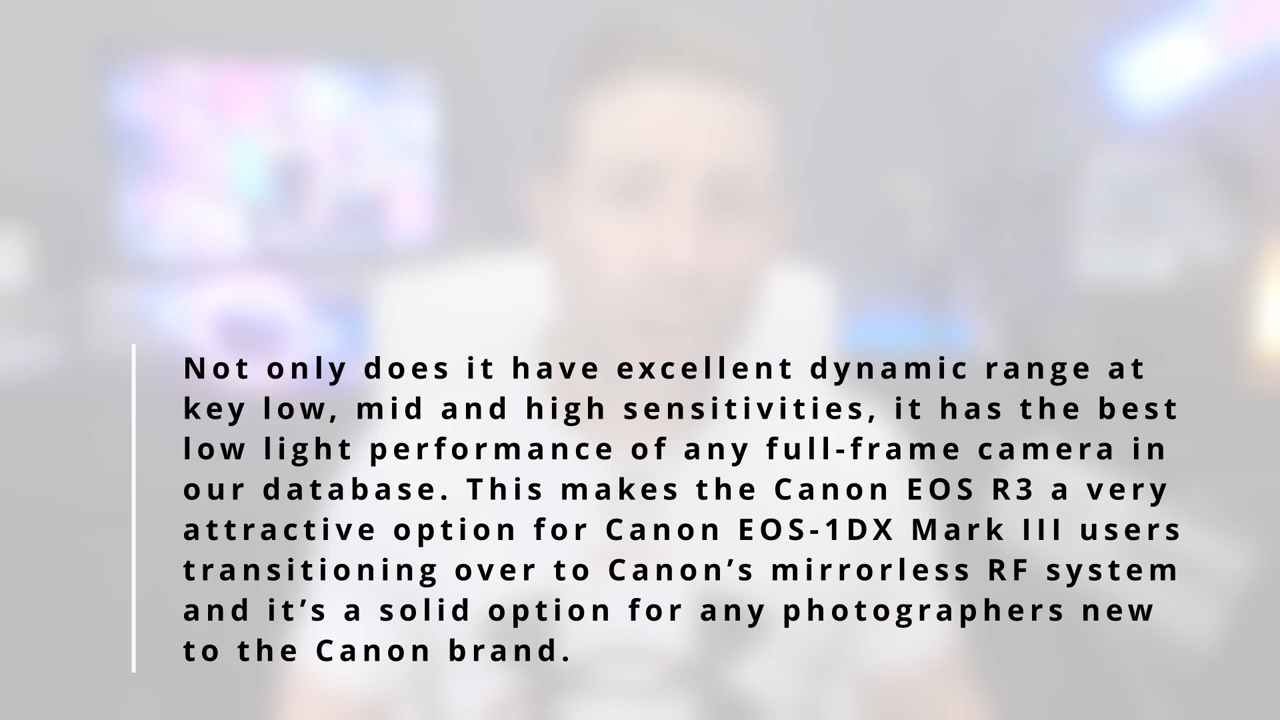 Not only does it have excellent dynamic range at
key low, mid and high sensitivities, it has the best
low light performance of any full-frame camera in
our database. This makes the Canon EOS R3 a very
attractive option for Canon EOS-1DX Mark III users
transitioning over to Canon’s mirrorless RF system
and it’s a solid option for any photographers new
to the Canon brand.